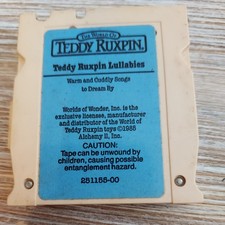 The World Of
TEDDY RUXPIN.
Teddy Ruxpin Lullabies
Warm and Cuddly Songs
to Dream By
Worlds of Wonder, Inc. is the
exclusive licensee, manufacturer
and distributor of the World of
Teddy Ruxpin toys ©1985
Alchemy II, Inc.
CAUTION:
Tape can be unwound by
children, causing possible
entanglement hazard.
251155-00